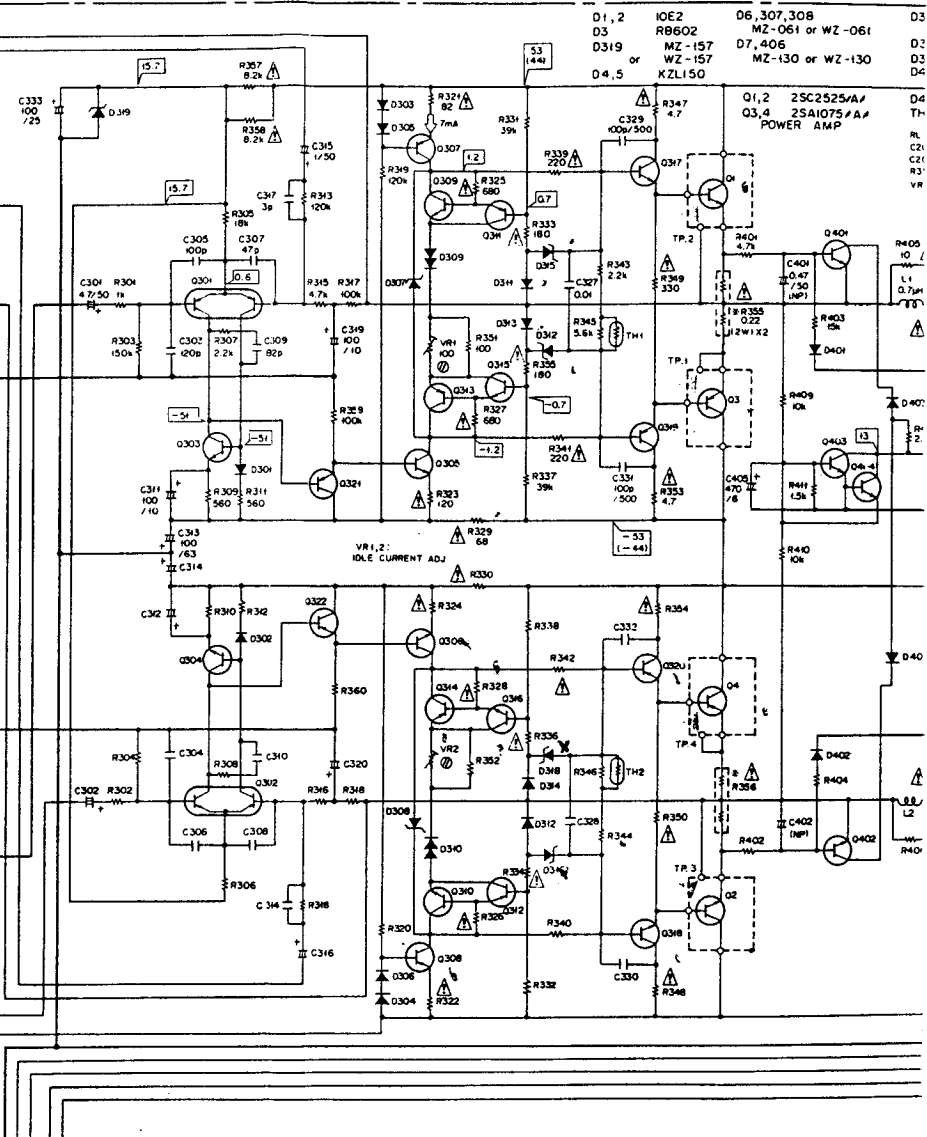 D1, 2 10E2 D6,307,308
D3 RB602 MZ-061 or WZ-061
D319 MZ-157 D7,406
or WZ-157 MZ-130 or WZ-130
D4,5 XZL150
Q1,2 2SC2525/A/
Q3,4 2SA1075/A/
POWER AMP
53
(44)
15.7
R357
8.2k
C333
100
/25
D319
R358
8.2k
C315
1/50
D303
D305
R321
82
7mA
Q307
R331
39k
C329
100p/500
R347
4.7
R339
220
Q317
15.7
C317
3p
R313
120k
R319
120k
1.2
Q309
R325
680
0.7
Q1
R305
18k
Q311
R333
180
TP.2
C305
100p
C307
47p
D309
D315
R343
2.2k
R401
4.7k
Q401
R405
10
C301
4.7/50
R301
1k
Q301
0.6
R315
4.7k
R317
100k
D307
D311
C327
0.01
R349
330
C401
0.47
/50
(NP)
L1
0.7μH
R303
150k
C303
120p
R307
2.2k
C309
82p
C319
100
/10
VR1
100
R351
100
D313
D312
R345
5.6k
TH1
R355
0.22
(2W)X2
R403
15k
D401
Q315
R355
180
TP.1
Q313
R327
680
-0.7
Q3
R359
100k
R409
10k
D403
-51
-51
Q303
-1.2
R341
220
Q319
Q403
13
Q414
D301
Q321
Q305
R337
39k
C331
100p
/500
R353
4.7
C405
470
/6
R411
1.5k
C311
100
/10
R309
560
R311
560
R323
120
C313
100
/63
C314
R329
68
-53
(-44)
VR1,2:
IDLE CURRENT ADJ
R410
10k
R330
C312
R310
R312
Q322
R324
R338
C332
R354
D302
Q304
Q306
R342
Q320
Q314
R328
Q316
Q4
R360
R336
TP.4
R304
C304
R308
C310
C320
VR2
R352
D318
D314
R346
TH2
R356
D402
R404
C302
R302
Q302
R316
R318
D308
C306
C308
D310
D312
C328
R344
R350
C402
(NP)
L2
R402
Q402
R306
Q310
R334
TP.3
C314
R318
R326
Q312
Q2
R320
R340
Q318
C316
D306
Q308
C330
D304
R322
R332
R348